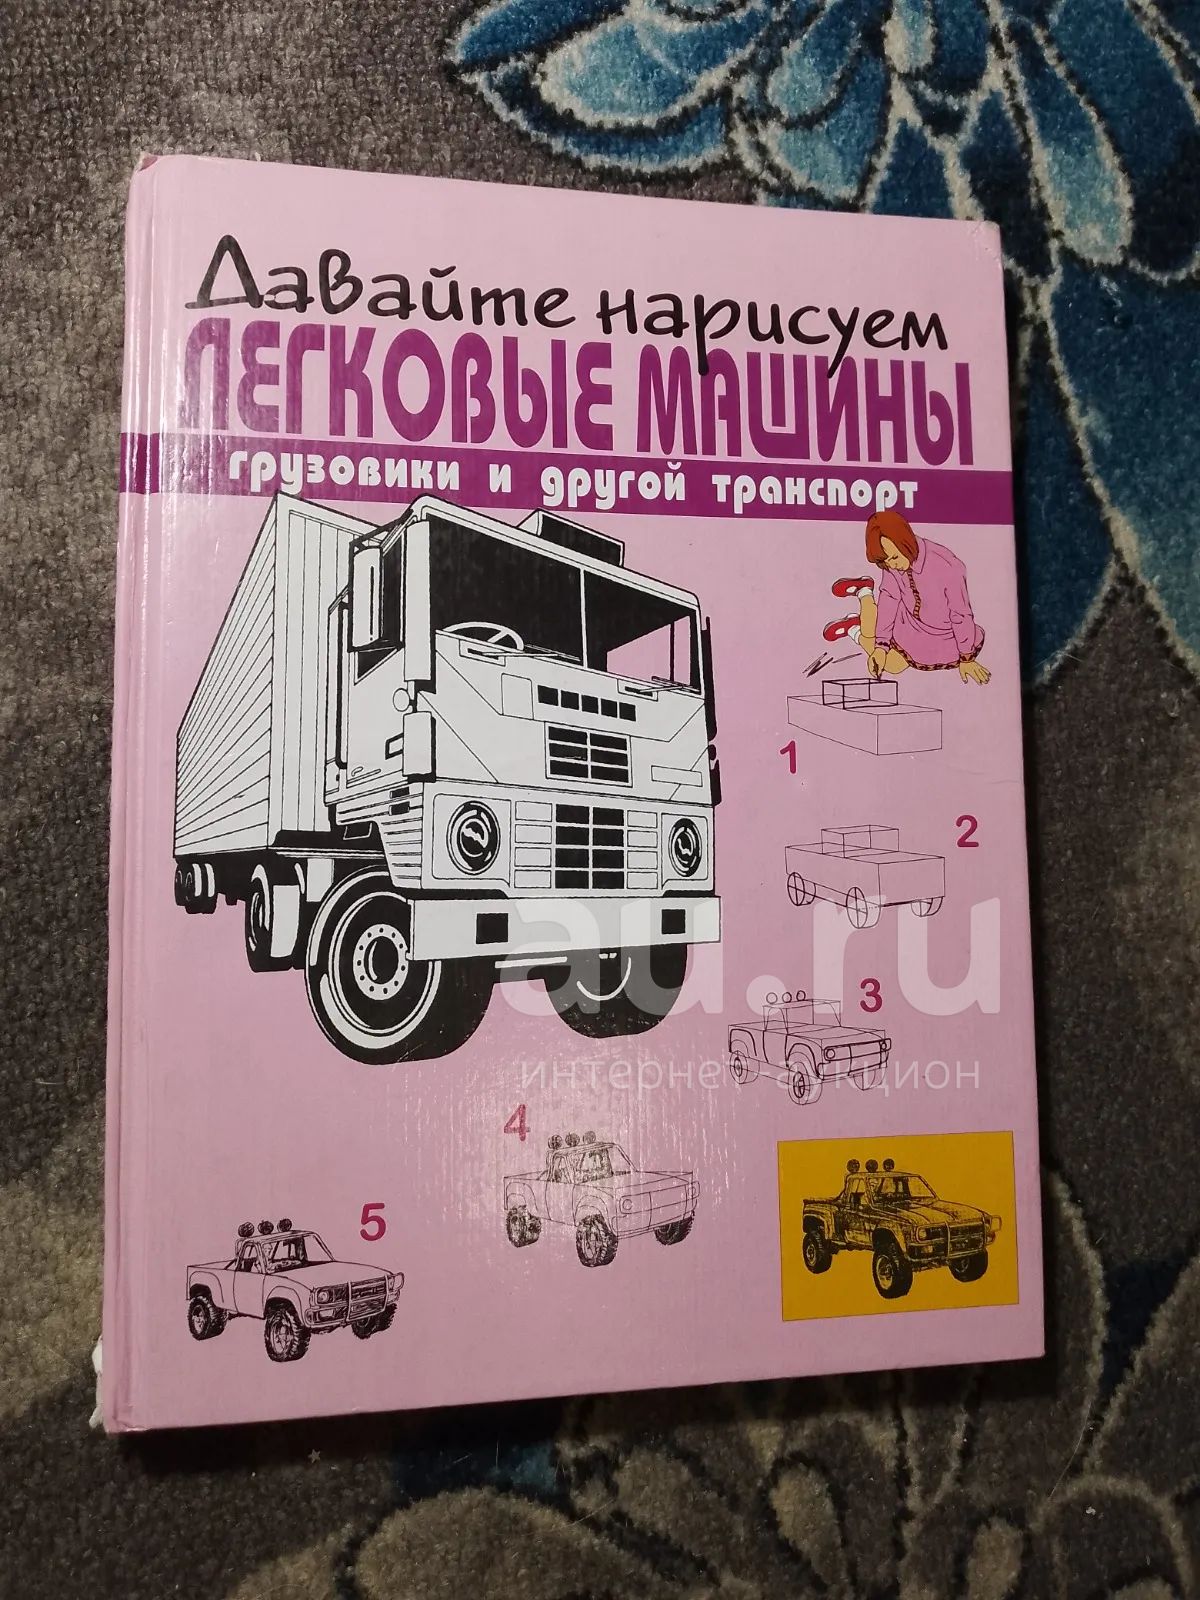 Давайте нарисуем
ЛЕГКОВЫЕ МАШИНЫ
грузовики и другой транспорт
1
2
3
4
5
au.ru
интернет-аукцион